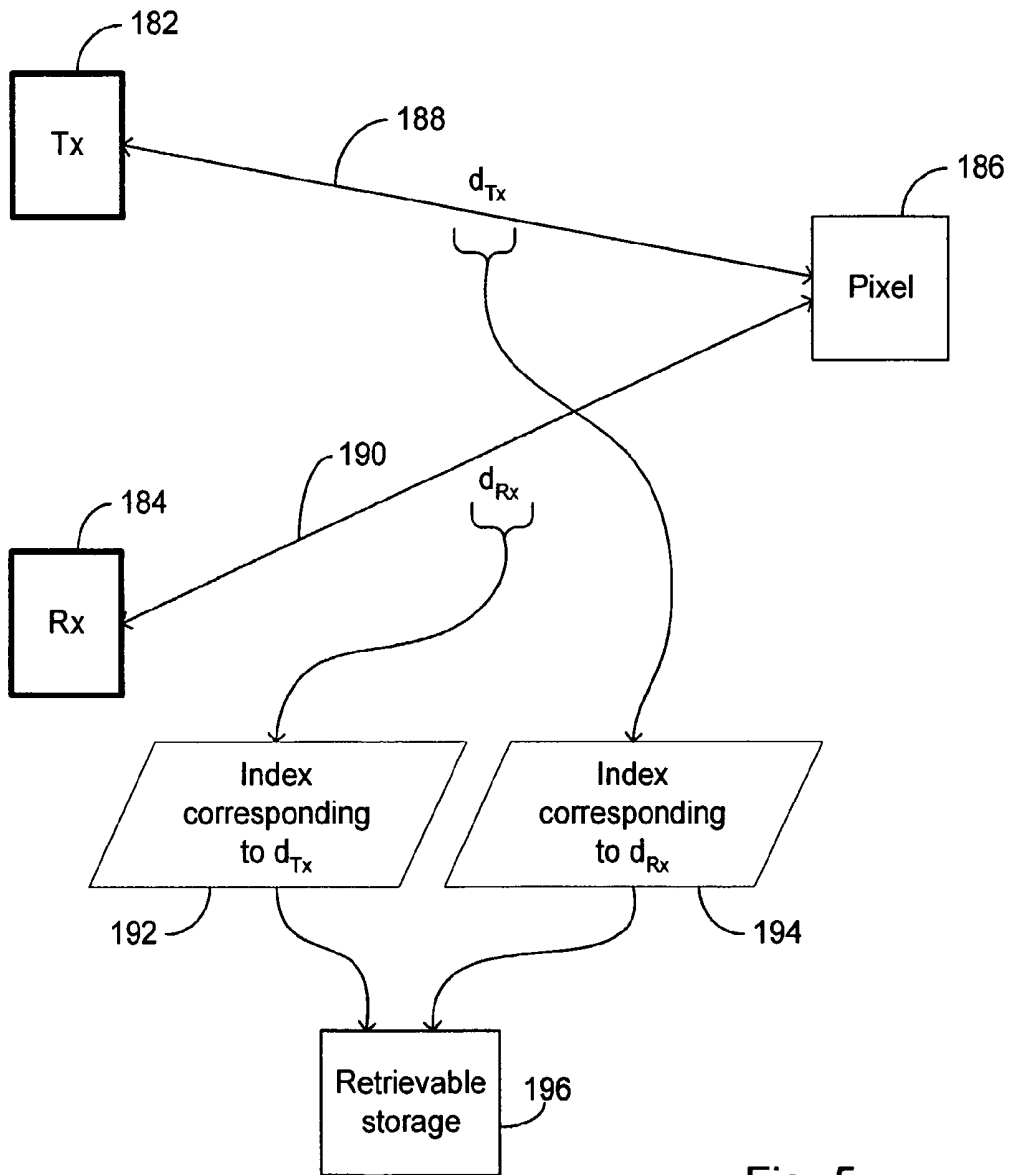 182
Tx
188
d_Tx
186
Pixel
190
d_Rx
184
Rx
Index
corresponding
to d_Tx
Index
corresponding
to d_Rx
192
194
Retrievable
storage
196
Fig. 5